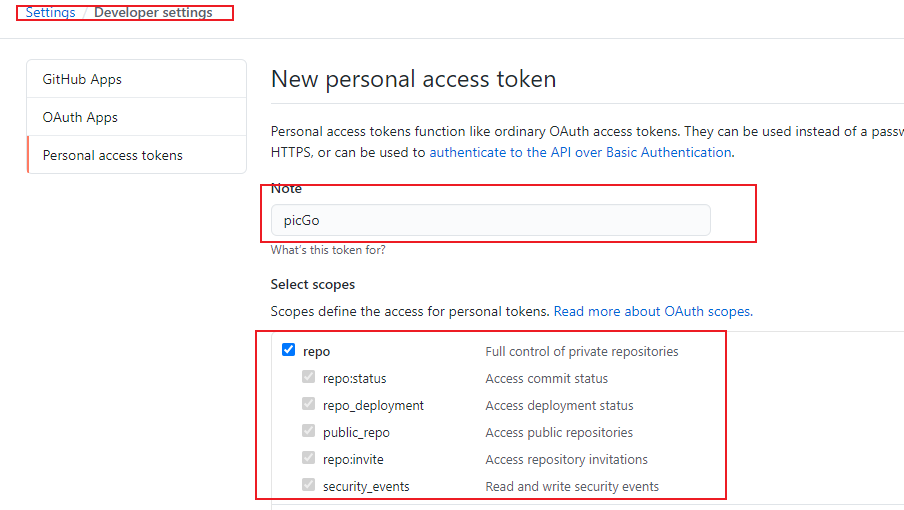 Settings / Developer settings
GitHub Apps
OAuth Apps
Personal access tokens
New personal access token
Personal access tokens function like ordinary OAuth access tokens. They can be used instead of a
HTTPS, or can be used to authenticate to the API over Basic Authentication.
Note
picGo
What's this token for?
Select scopes
Scopes define the access for personal tokens. Read more about OAuth scopes.
repo Full control of private repositories
repo:status Access commit status
repo_deployment Access deployment status
public_repo Access public repositories
repo:invite Access repository invitations
security_events Read and write security events